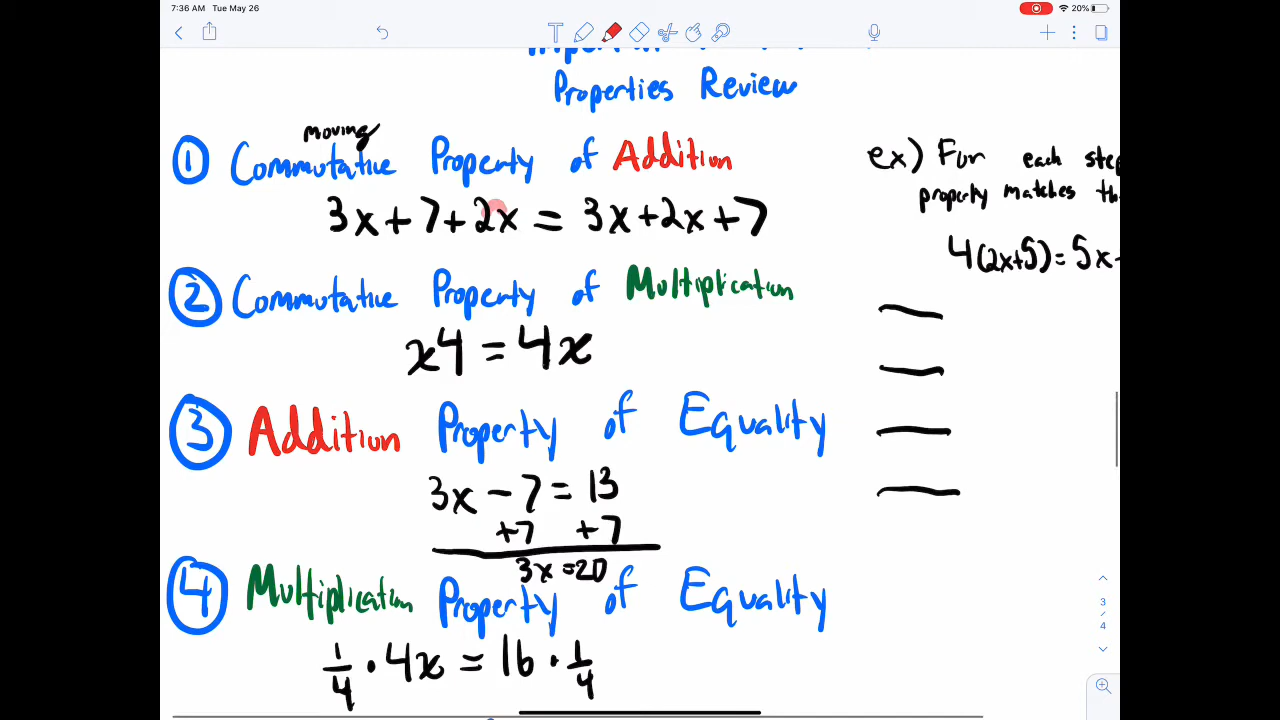 7:36 AM Tue May 26
20%
Properties Review
moving
① Commutative Property of Addition
3x + 7 + 2x = 3x + 2x + 7
② Commutative Property of Multiplication
x4 = 4x
③ Addition Property of Equality
3x - 7 = 13
+7 +7
3x = 20
④ Multiplication Property of Equality
1/4 · 4x = 16 · 1/4
ex) For each step
property matches th
4(2x+5) = 5x
3
/
4